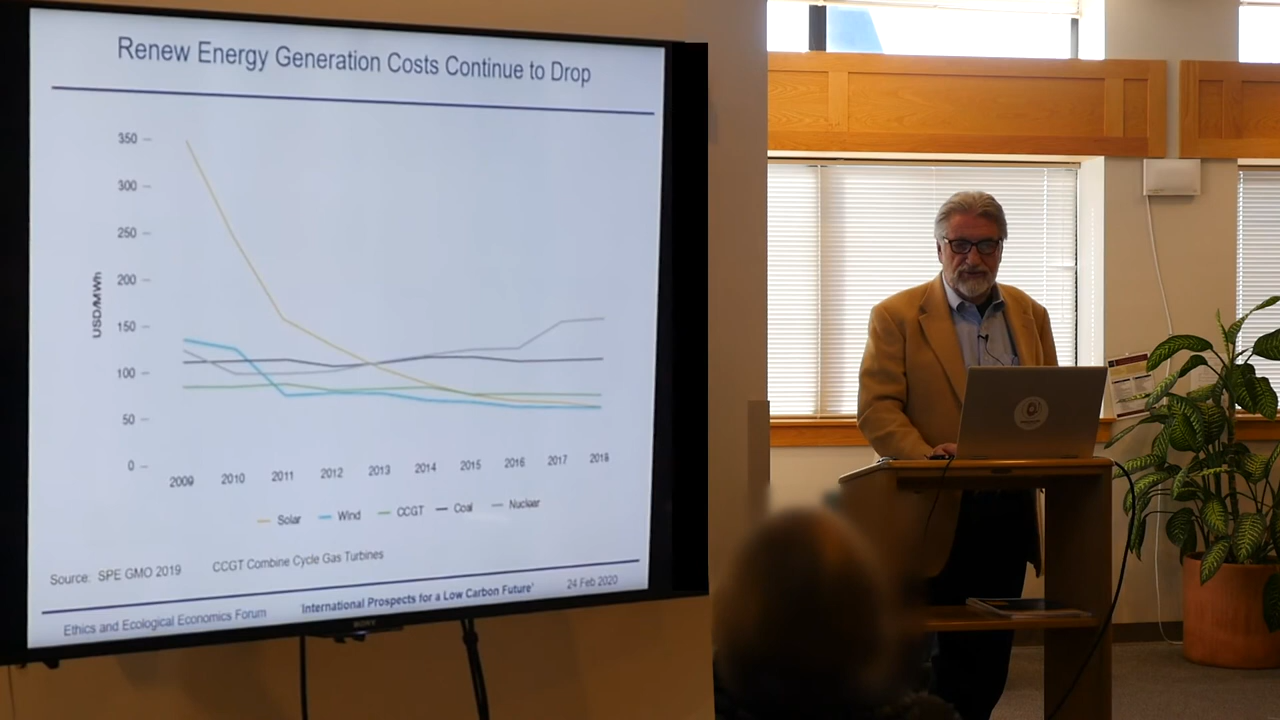 Renew Energy Generation Costs Continue to Drop
350
300
250
200
150
100
50
0
USD/MWh
2009 2010 2011 2012 2013 2014 2015 2016 2017 2018
Solar Wind CCGT Coal Nuclear
Source: SPE GMO 2019 CCGT Combine Cycle Gas Turbines
Ethics and Ecological Economics Forum 'International Prospects for a Low Carbon Future' 24 Feb 2020
SONY